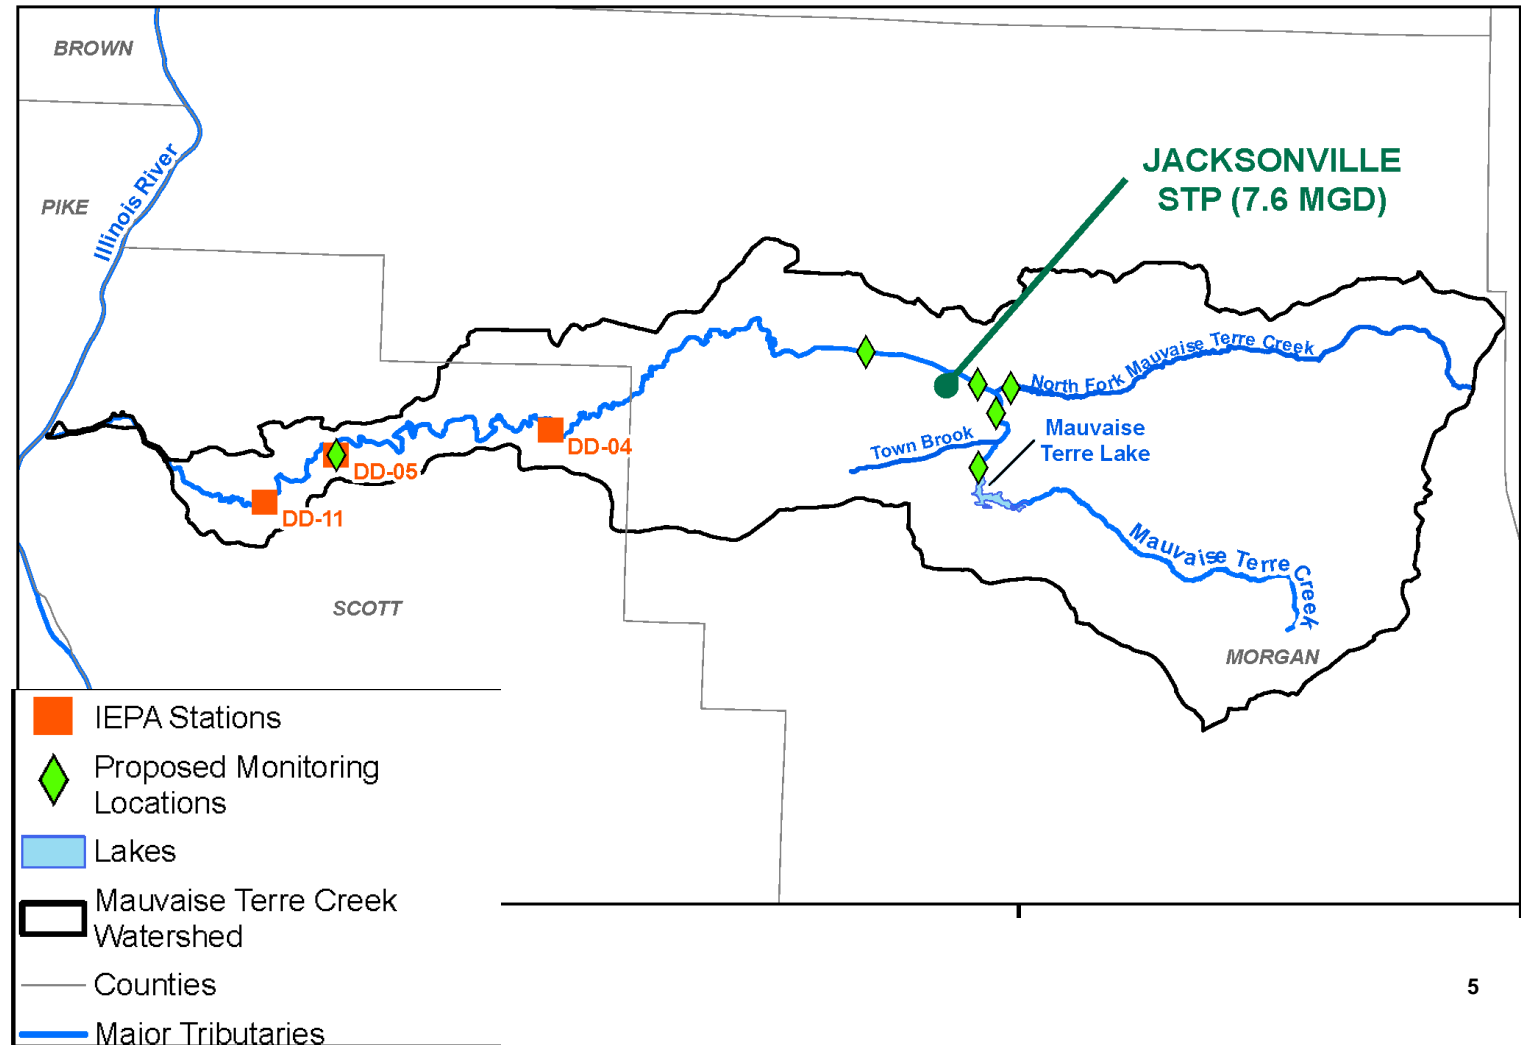 BROWN
PIKE
Illinois River
JACKSONVILLE
STP (7.6 MGD)
North Fork Mauvaise Terre Creek
Town Brook
Mauvaise
Terre Lake
DD-04
DD-05
DD-11
Mauvaise Terre Creek
SCOTT
MORGAN
IEPA Stations
Proposed Monitoring
Locations
Lakes
Mauvaise Terre Creek
Watershed
Counties
Major Tributaries
5